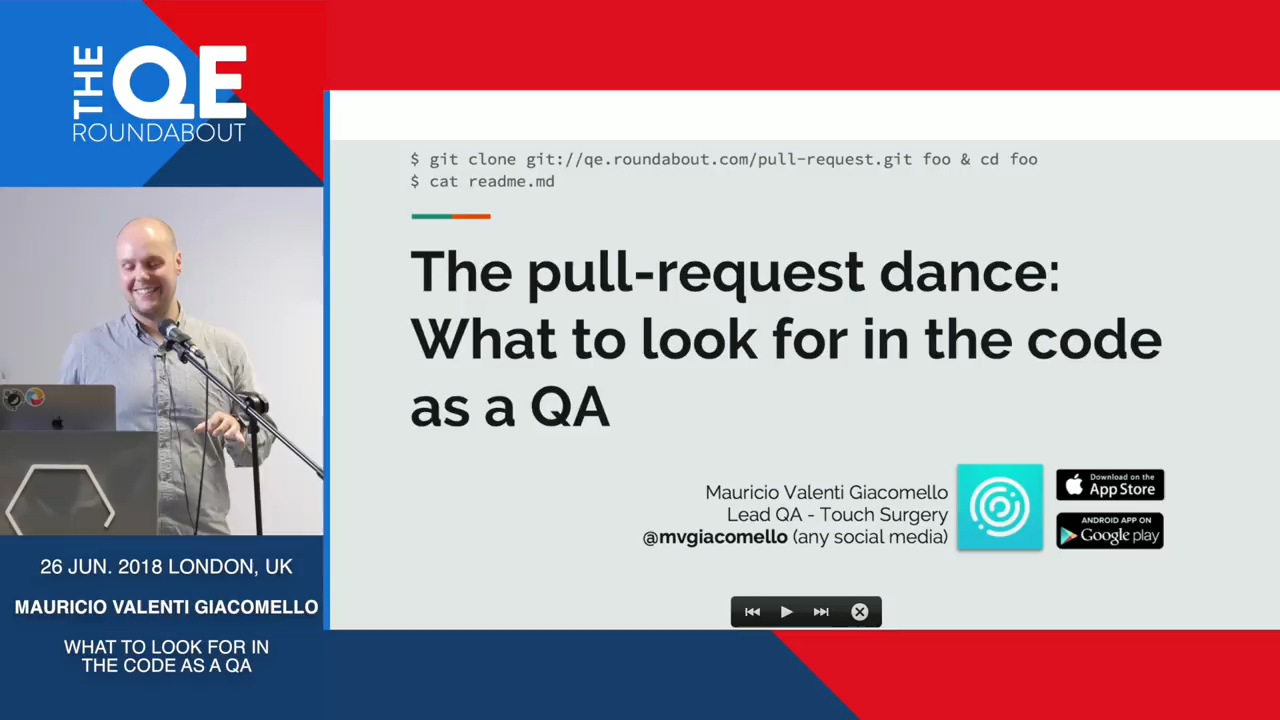 THE
QE
ROUNDABOUT
26 JUN. 2018 LONDON, UK
MAURICIO VALENTI GIACOMELLO
WHAT TO LOOK FOR IN
THE CODE AS A QA
$ git clone git://qe.roundabout.com/pull-request.git foo & cd foo
$ cat readme.md
The pull-request dance:
What to look for in the code
as a QA
Mauricio Valenti Giacomello
Lead QA - Touch Surgery
@mvgiacomello (any social media)
Download on the
App Store
ANDROID APP ON
Google play